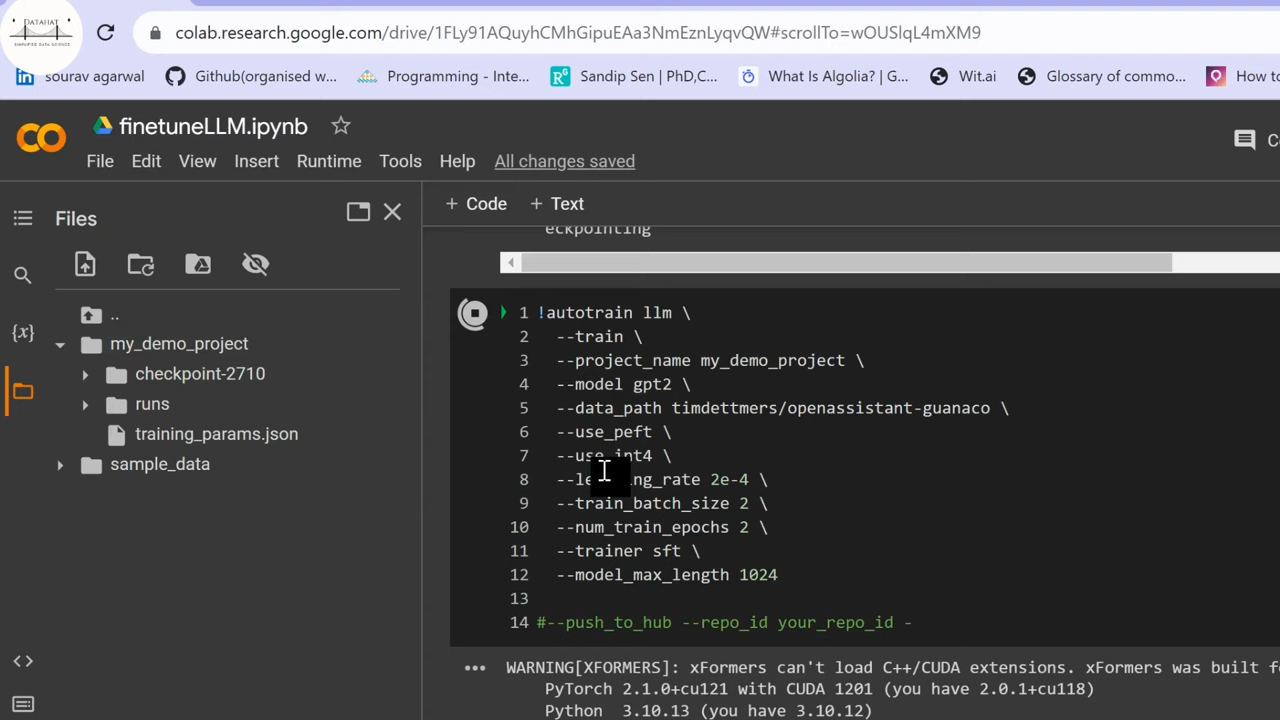 DATAHAT
SIMPLIFIED DATA SCIENCE
colab.research.google.com/drive/1FLy91AQuyhCMhGipuEAa3NmEznLyqvQW#scrollTo=wOUSlqL4mXM9
sourav agarwal
Github(organised w...
Programming - Inte...
Sandip Sen | PhD,C...
What Is Algolia? | G...
Wit.ai
Glossary of commo...
How to
finetuneLLM.ipynb
File Edit View Insert Runtime Tools Help All changes saved
Files
+ Code + Text
eckpointing
..
my_demo_project
checkpoint-2710
runs
training_params.json
sample_data
1 !autotrain llm \
2 --train \
3 --project_name my_demo_project \
4 --model gpt2 \
5 --data_path timdettmers/openassistant-guanaco \
6 --use_peft \
7 --use_int4 \
8 --le ng_rate 2e-4 \
9 --train_batch_size 2 \
10 --num_train_epochs 2 \
11 --trainer sft \
12 --model_max_length 1024
13
14 #--push_to_hub --repo_id your_repo_id -
WARNING[XFORMERS]: xFormers can't load C++/CUDA extensions. xFormers was built f
PyTorch 2.1.0+cu121 with CUDA 1201 (you have 2.0.1+cu118)
Python 3.10.13 (you have 3.10.12)